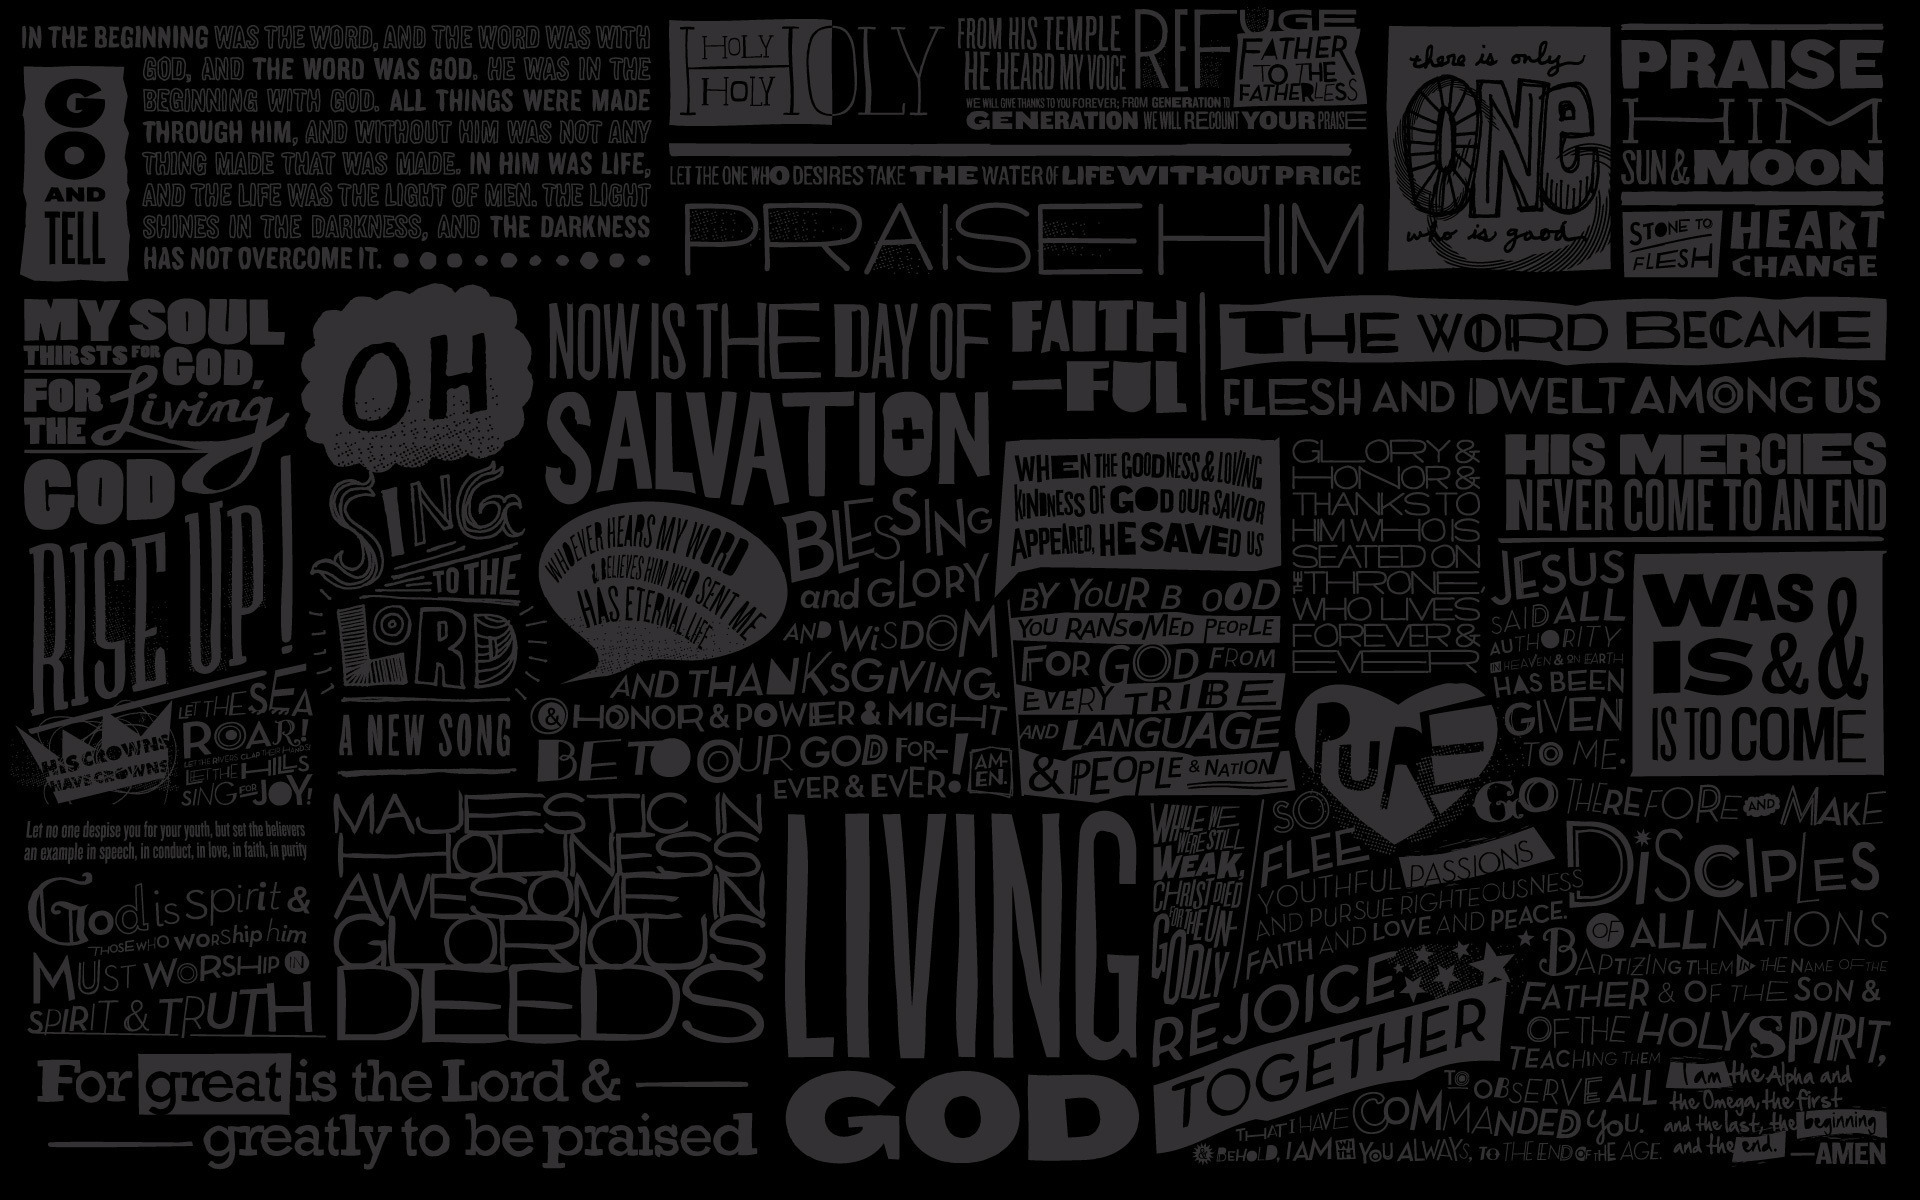 IN THE BEGINNING WAS THE WORD, AND THE WORD WAS WITH
GOD, AND THE WORD WAS GOD. HE WAS IN THE
BEGINNING WITH GOD. ALL THINGS WERE MADE
THROUGH HIM, AND WITHOUT HIM WAS NOT ANY
THING MADE THAT WAS MADE. IN HIM WAS LIFE,
AND THE LIFE WAS THE LIGHT OF MEN. THE LIGHT
SHINES IN THE DARKNESS, AND THE DARKNESS
HAS NOT OVERCOME IT.
GO
AND
TELL
HOLY
HOLY
HOLY
FROM HIS TEMPLE
HE HEARD MY VOICE
REFUGE
FATHER
TO THE
FATHERLESS
WE WILL GIVE THANKS TO YOU FOREVER; FROM GENERATION TO
GENERATION WE WILL RECOUNT YOUR PRAISE
LET THE ONE WHO DESIRES TAKE THE WATER OF LIFE WITHOUT PRICE
PRAISE HIM
there is only
ONE
who is good
PRAISE
HIM
SUN & MOON
STONE TO
FLESH
HEART
CHANGE
MY SOUL
THIRSTS FOR
GOD,
FOR
THE
Living
GOD
RISE UP!
OH
SING
TO THE
LORD
A NEW SONG
NOW IS THE DAY OF
SALVATION
FAITH
-FUL
THE WORD BECAME
FLESH AND DWELT AMONG US
WHOEVER HEARS MY WORD
& BELIEVES HIM WHO SENT ME
HAS ETERNAL LIFE
BLESSING
and GLORY
AND WiSDOM
AND THANKSGIVING
& HONOR & POWER & MIGHT
BE TO OUR GOD FOR-
EVER & EVER!
AM-
EN.
WHEN THE GOODNESS & LOVING
KINDNESS OF GOD OUR SAVIOR
APPEARED, HE SAVED US
BY YOUR B OOD
YOU RANSOMED PEOPLE
FOR GOD FROM
EVERY TRIBE
AND LANGUAGE
& PEOPLE & NATION
GLORY &
HONOR &
THANKS TO
HIM WHO IS
SEATED ON
THE THRONE,
WHO LIVES
FOREVER &
EVER
HIS MERCIES
NEVER COME TO AN END
JESUS
SAID ALL
AUTHORITY
IN HEAVEN & ON EARTH
HAS BEEN
GIVEN
TO ME.
WAS
IS & &
IS TO COME
HIS CROWNS
HAVE CROWNS
LET THE SEA
ROAR!
LET THE RIVERS CLAP THEIR HANDS!
LET THE HILLS
SING FOR JOY!
Let no one despise you for your youth, but set the believers
an example in speech, in conduct, in love, in faith, in purity
God is spirit &
THOSE WHO WORShip him
MUST WORSHIP IN
SPIRIT & TRUTH
MAJESTIC IN
HOLINESS
AWESOME IN
GLORIOUS
DEEDS
For great is the Lord &
greatly to be praised
LIVING
GOD
WHILE WE
WERE STILL
WEAK,
CHRIST DIED
FOR THE UN-
GODLY
PURE
SO
FLEE
YOUTHFUL PASSIONS
AND PURSUE RIGHTEOUSNESS
FAITH AND LOVE AND PEACE.
REJOICE
TOGETHER
GO THEREFORE AND MAKE
DiSCIPLES
OF ALL NATIONS
BAPTIZING THEM IN THE NAME OF THE
FATHER & OF THE SON &
OF THE HOLY SPIRIT,
TEACHING THEM
TO OBSERVE ALL
THAT I HAVE COMMANDED YOU.
& BEHOLD, I AM WITH YOU ALWAYS, TO THE END OF THE AGE.
I am the Alpha and
the Omega, the first
and the last, the beginning
and the end.
—AMEN